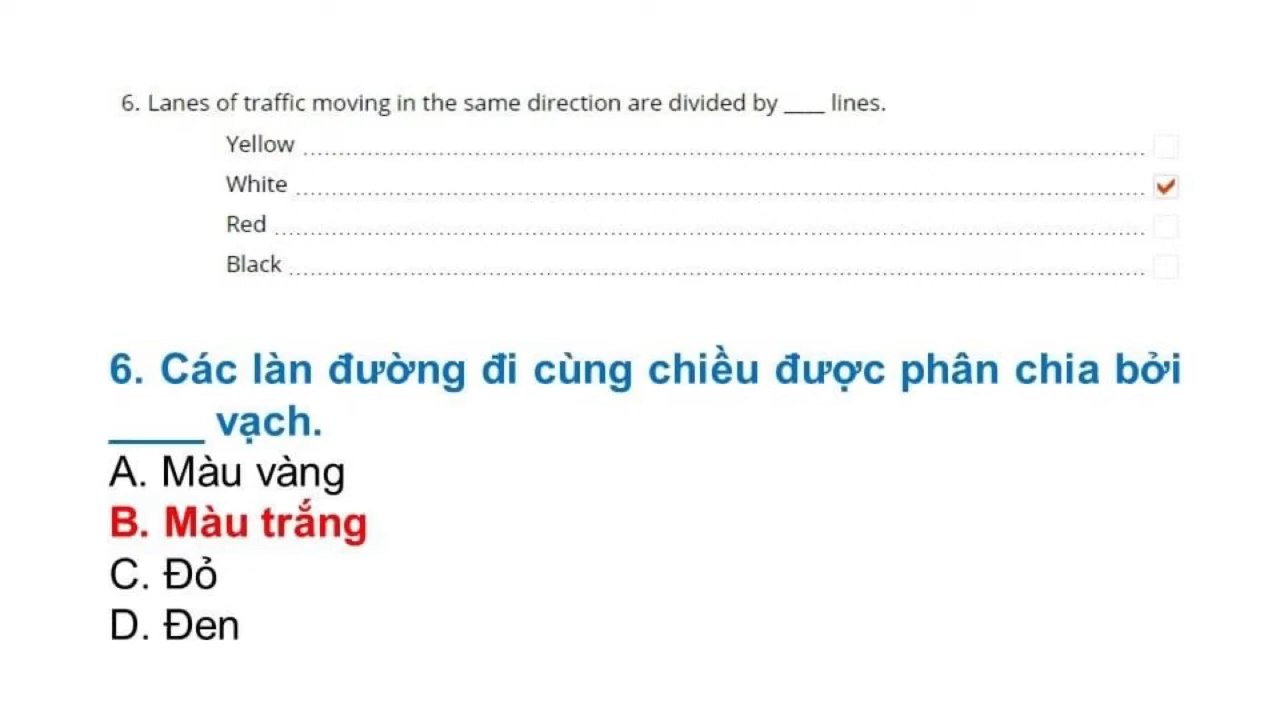 6. Lanes of traffic moving in the same direction are divided by ____ lines.
Yellow
White
Red
Black
6. Các làn đường đi cùng chiều được phân chia bởi
____ vạch.
A. Màu vàng
B. Màu trắng
C. Đỏ
D. Đen